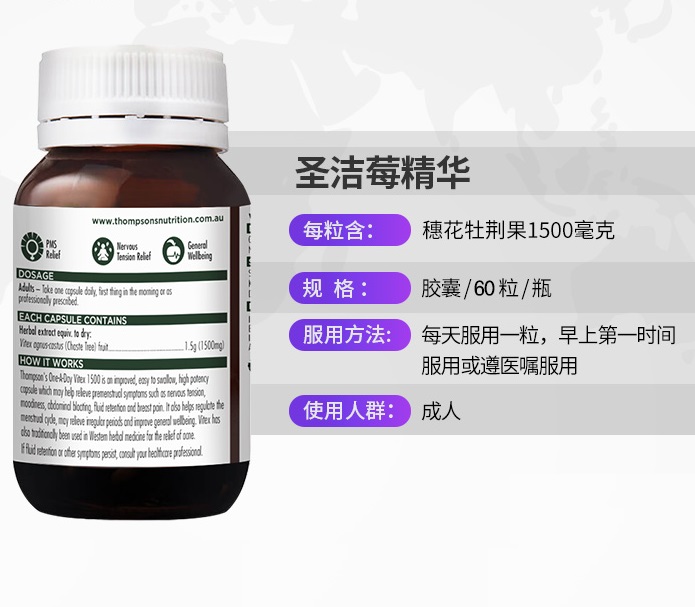 圣洁莓精华
每粒含：
穗花牡荆果1500毫克
规 格：
胶囊/60 粒/瓶
服用方法:
每天服用一粒，早上第一时间
服用或遵医嘱服用
使用人群：
成人
www.thompsonsnutrition.com.au
PMS
Relief
Nervous
Tension Relief
General
Wellbeing
DOSAGE
Adults – Take one capsule daily, first thing in the morning or as
professionally prescribed.
EACH CAPSULE CONTAINS
Herbal extract equiv. to dry:
Vitex agnus-castus (Chaste Tree) fruit.......................1.5g (1500mg)
HOW IT WORKS
Thompson's One-A-Day Vitex 1500 is an improved, easy to swallow, high potency
capsule which may help relieve premenstrual symptoms such as nervous tension,
moodiness, abdominal bloating, fluid retention and breast pain. It also helps regulate the
menstrual cycle, may relieve irregular periods and improve general wellbeing. Vitex has
also traditionally been used in Western herbal medicine for the relief of acne.
If fluid retention or other symptoms persist, consult your healthcare professional.